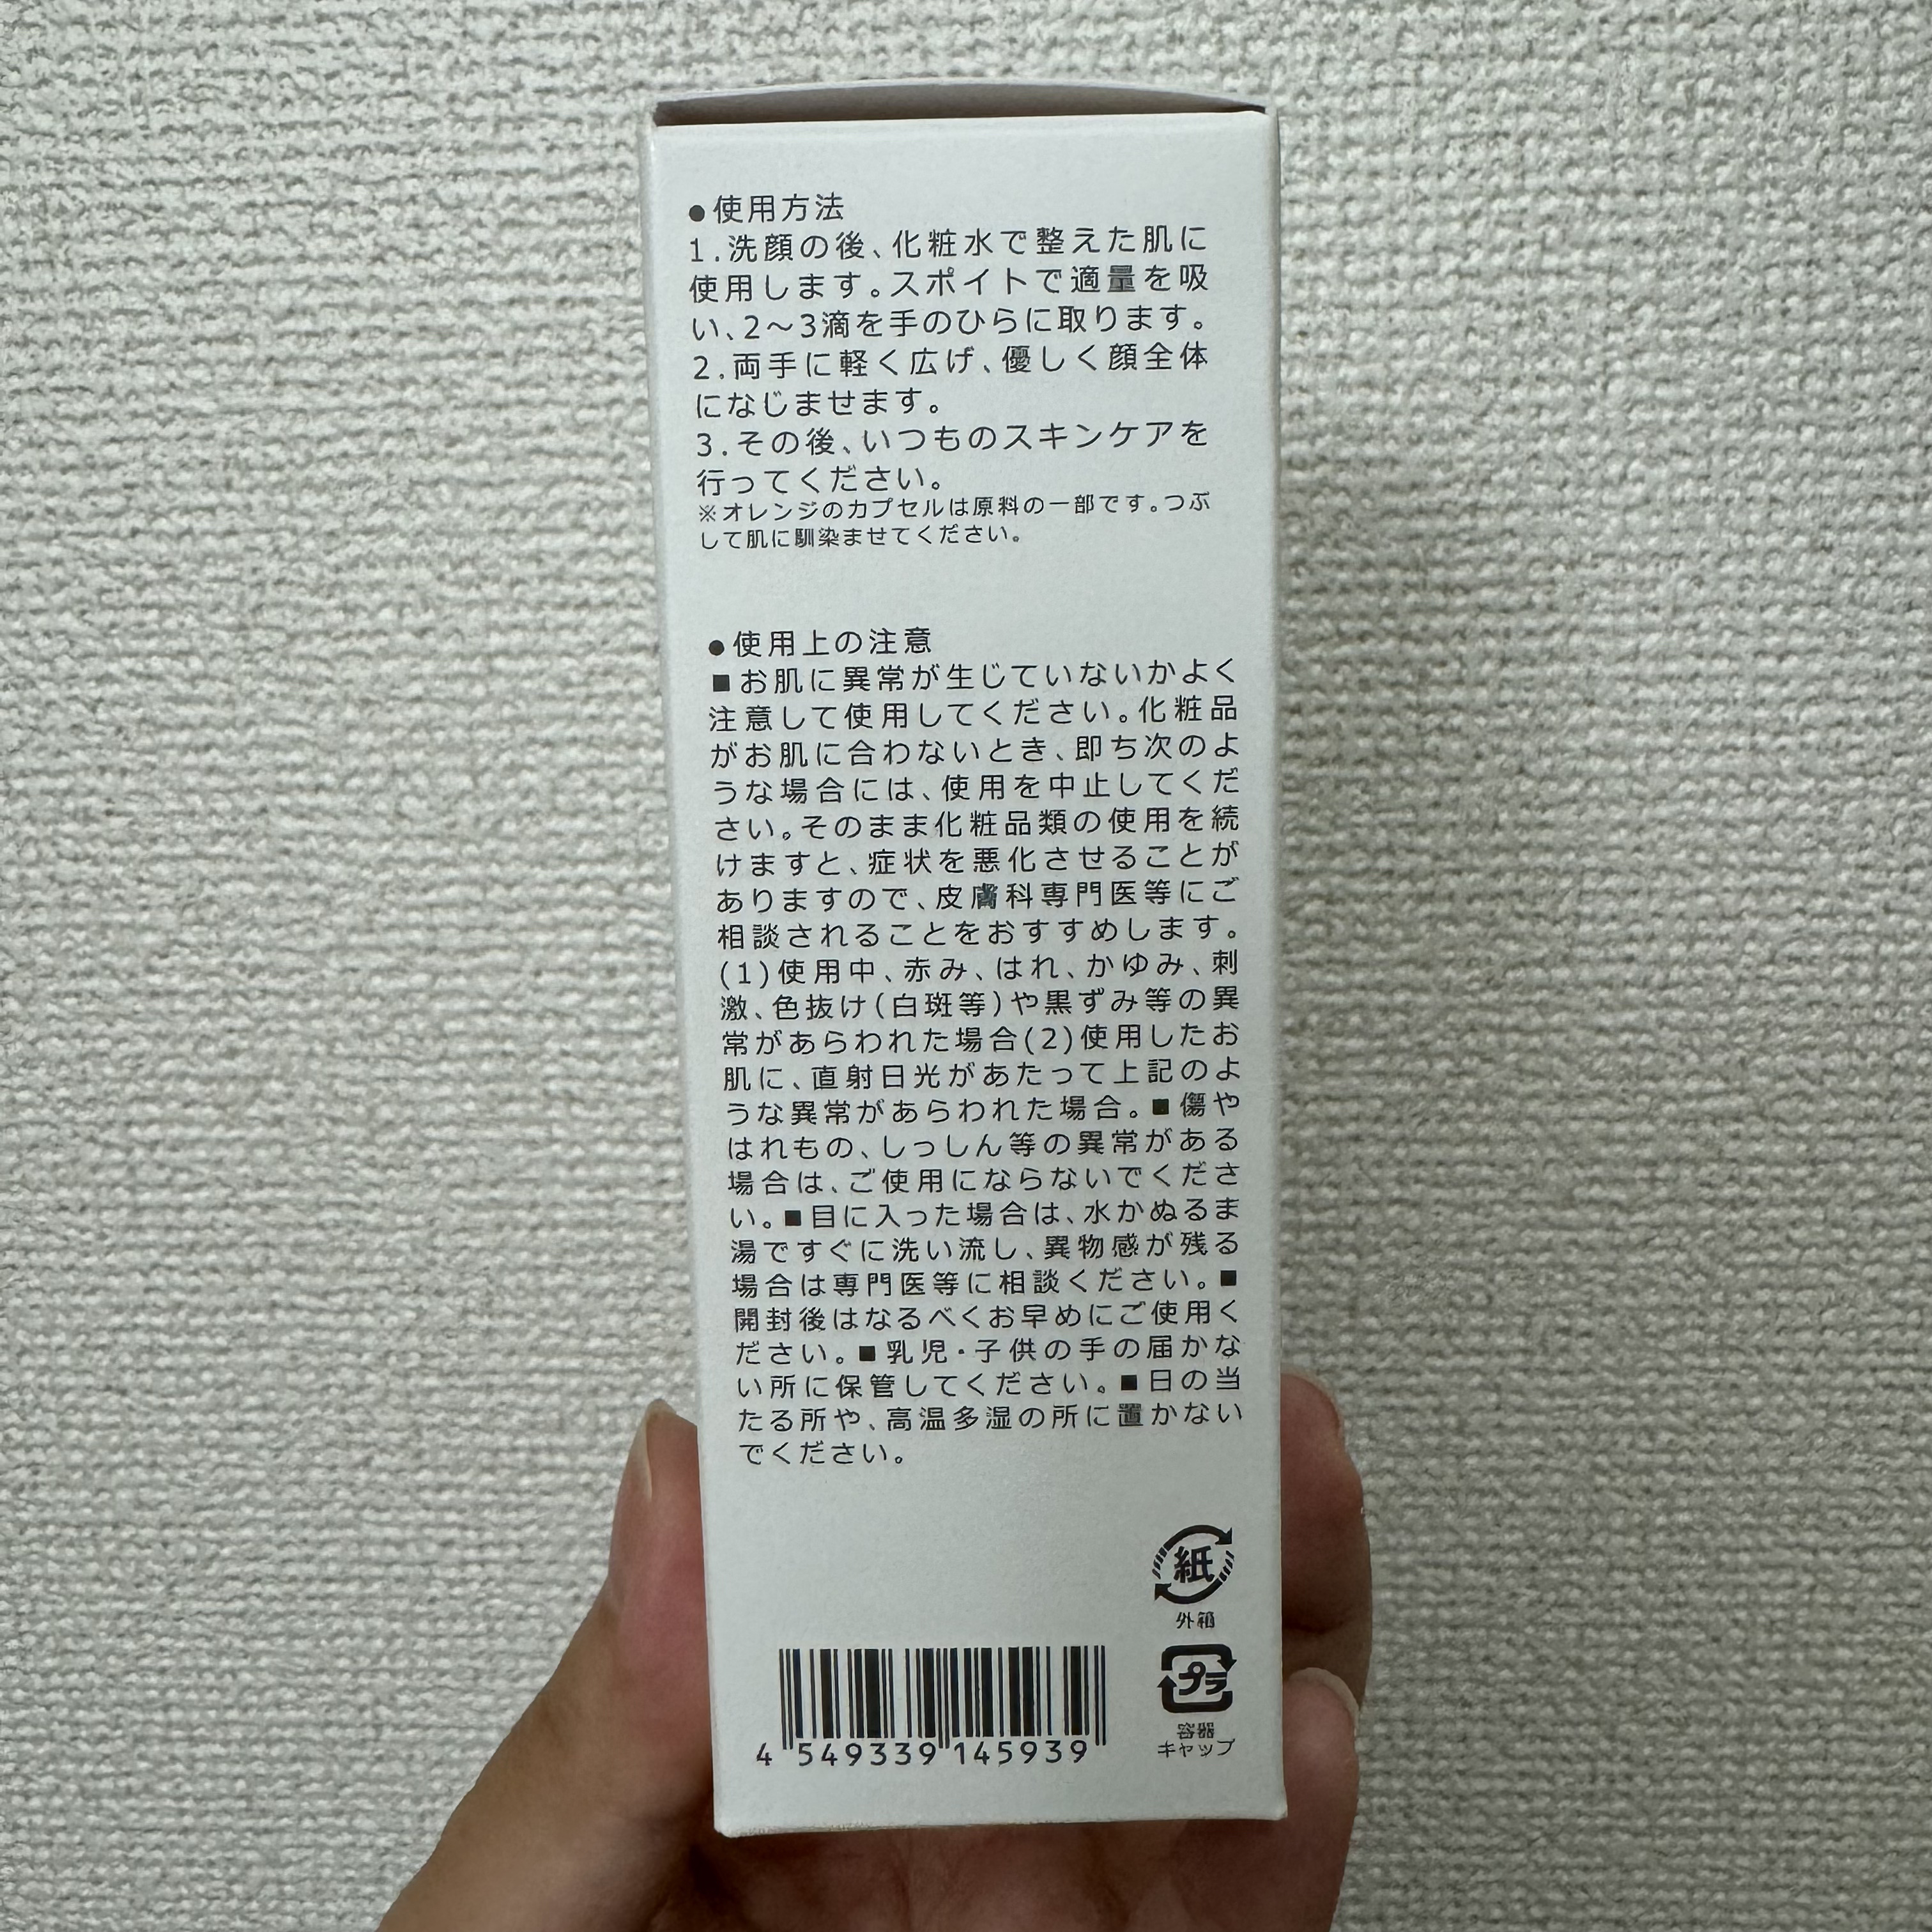 ●使用方法
1.洗顔の後、化粧水で整えた肌に
使用します。スポイトで適量を吸
い、2～3滴を手のひらに取ります。
2.両手に軽く広げ、優しく顔全体
になじませます。
3.その後、いつものスキンケアを
行ってください。
※オレンジのカプセルは原料の一部です。つぶ
して肌に馴染ませてください。
●使用上の注意
■お肌に異常が生じていないかよく
注意して使用してください。化粧品
がお肌に合わないとき、即ち次のよ
うな場合には、使用を中止してくだ
さい。そのまま化粧品類の使用を続
けますと、症状を悪化させることが
ありますので、皮膚科専門医等にご
相談されることをおすすめします。
(1)使用中、赤み、はれ、かゆみ、刺
激、色抜け(白斑等)や黒ずみ等の異
常があらわれた場合(2)使用したお
肌に、直射日光があたって上記のよ
うな異常があらわれた場合。■傷や
はれもの、しっしん等の異常がある
場合は、ご使用にならないでくださ
い。■目に入った場合は、水かぬるま
湯ですぐに洗い流し、異物感が残る
場合は専門医等に相談ください。■
開封後はなるべくお早めにご使用く
ださい。■乳児・子供の手の届かな
い所に保管してください。■日の当
たる所や、高温多湿の所に置かない
でください。
紙
外箱
プラ
容器
キャップ
4 549339 145939